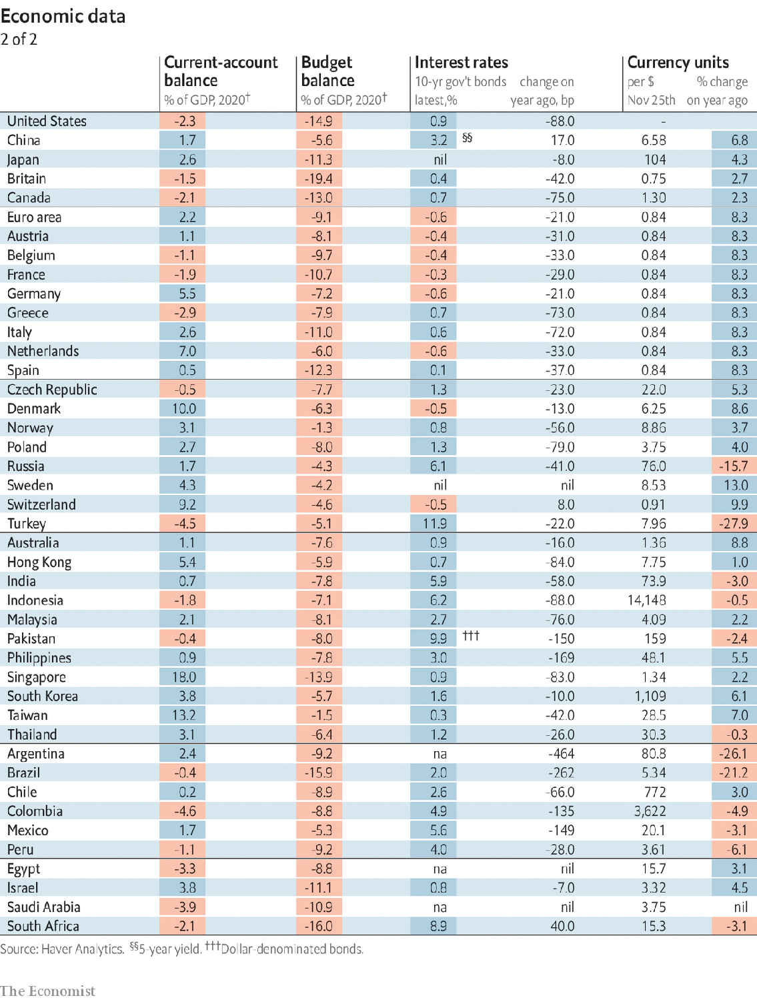 Economic data
2 of 2
Current-account balance Budget balance Interest rates Currency units
% of GDP, 2020† % of GDP, 2020† 10-yr gov't bonds latest,% change on year ago, bp per $ Nov 25th % change on year ago
United States -2.3 -14.9 0.9 -88.0 -
China 1.7 -5.6 3.2 §§ 17.0 6.58 6.8
Japan 2.6 -11.3 nil -8.0 104 4.3
Britain -1.5 -19.4 0.4 -42.0 0.75 2.7
Canada -2.1 -13.0 0.7 -75.0 1.30 2.3
Euro area 2.2 -9.1 -0.6 -21.0 0.84 8.3
Austria 1.1 -8.1 -0.4 -31.0 0.84 8.3
Belgium -1.1 -9.7 -0.4 -33.0 0.84 8.3
France -1.9 -10.7 -0.3 -29.0 0.84 8.3
Germany 5.5 -7.2 -0.6 -21.0 0.84 8.3
Greece -2.9 -7.9 0.7 -73.0 0.84 8.3
Italy 2.6 -11.0 0.6 -72.0 0.84 8.3
Netherlands 7.0 -6.0 -0.6 -33.0 0.84 8.3
Spain 0.5 -12.3 0.1 -37.0 0.84 8.3
Czech Republic -0.5 -7.7 1.3 -23.0 22.0 5.3
Denmark 10.0 -6.3 -0.5 -13.0 6.25 8.6
Norway 3.1 -1.3 0.8 -56.0 8.86 3.7
Poland 2.7 -8.0 1.3 -79.0 3.75 4.0
Russia 1.7 -4.3 6.1 -41.0 76.0 -15.7
Sweden 4.3 -4.2 nil nil 8.53 13.0
Switzerland 9.2 -4.6 -0.5 8.0 0.91 9.9
Turkey -4.5 -5.1 11.9 -22.0 7.96 -27.9
Australia 1.1 -7.6 0.9 -16.0 1.36 8.8
Hong Kong 5.4 -5.9 0.7 -84.0 7.75 1.0
India 0.7 -7.8 5.9 -58.0 73.9 -3.0
Indonesia -1.8 -7.1 6.2 -88.0 14,148 -0.5
Malaysia 2.1 -8.1 2.7 -76.0 4.09 2.2
Pakistan -0.4 -8.0 9.9 ††† -150 159 -2.4
Philippines 0.9 -7.8 3.0 -169 48.1 5.5
Singapore 18.0 -13.9 0.9 -83.0 1.34 2.2
South Korea 3.8 -5.7 1.6 -10.0 1,109 6.1
Taiwan 13.2 -1.5 0.3 -42.0 28.5 7.0
Thailand 3.1 -6.4 1.2 -26.0 30.3 -0.3
Argentina 2.4 -9.2 na -464 80.8 -26.1
Brazil -0.4 -15.9 2.0 -262 5.34 -21.2
Chile 0.2 -8.9 2.6 -66.0 772 3.0
Colombia -4.6 -8.8 4.9 -135 3,622 -4.9
Mexico 1.7 -5.3 5.6 -149 20.1 -3.1
Peru -1.1 -9.2 4.0 -28.0 3.61 -6.1
Egypt -3.3 -8.8 na nil 15.7 3.1
Israel 3.8 -11.1 0.8 -7.0 3.32 4.5
Saudi Arabia -3.9 -10.9 na nil 3.75 nil
South Africa -2.1 -16.0 8.9 40.0 15.3 -3.1
Source: Haver Analytics. §§5-year yield. †††Dollar-denominated bonds.
The Economist